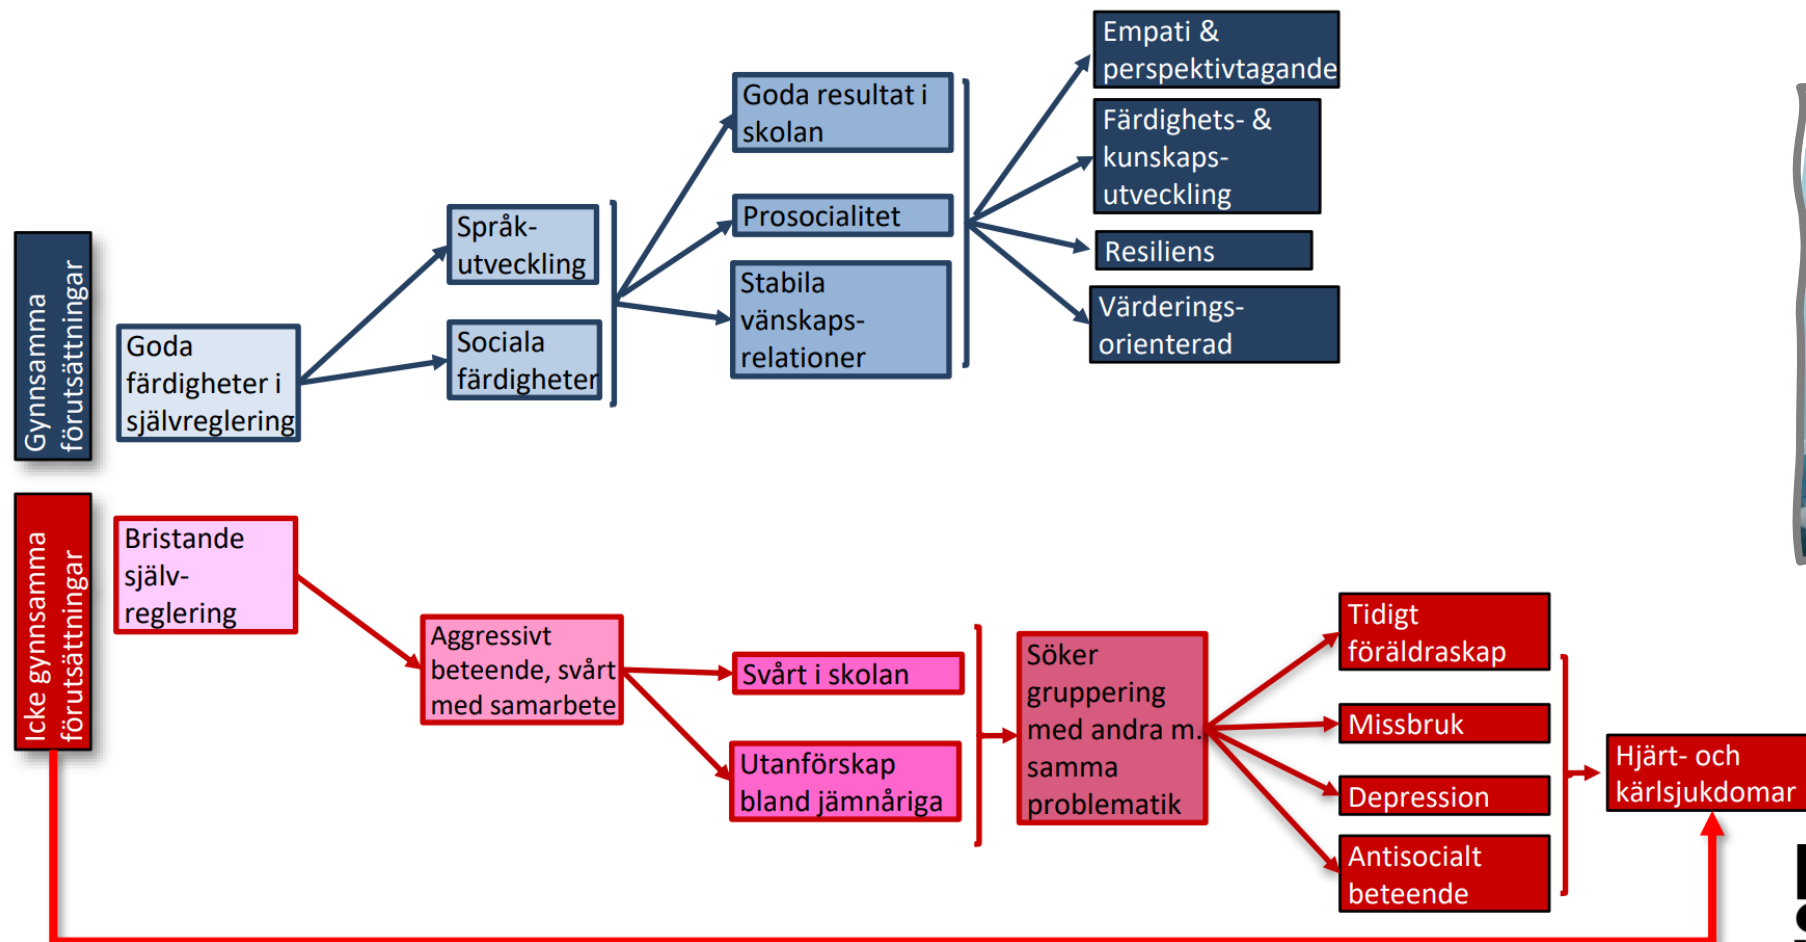 Gynnsamma
förutsättningar
Goda
färdigheter i
självreglering
Språk-
utveckling
Sociala
färdigheter
Goda resultat i
skolan
Prosocialitet
Stabila
vänskaps-
relationer
Empati &
perspektivtagande
Färdighets- &
kunskaps-
utveckling
Resiliens
Värderings-
orienterad
Icke gynnsamma
förutsättningar
Bristande
själv-
reglering
Aggressivt
beteende, svårt
med samarbete
Svårt i skolan
Utanförskap
bland jämnåriga
Söker
gruppering
med andra m.
samma
problematik
Tidigt
föräldraskap
Missbruk
Depression
Antisocialt
beteende
Hjärt- och
kärlsjukdomar